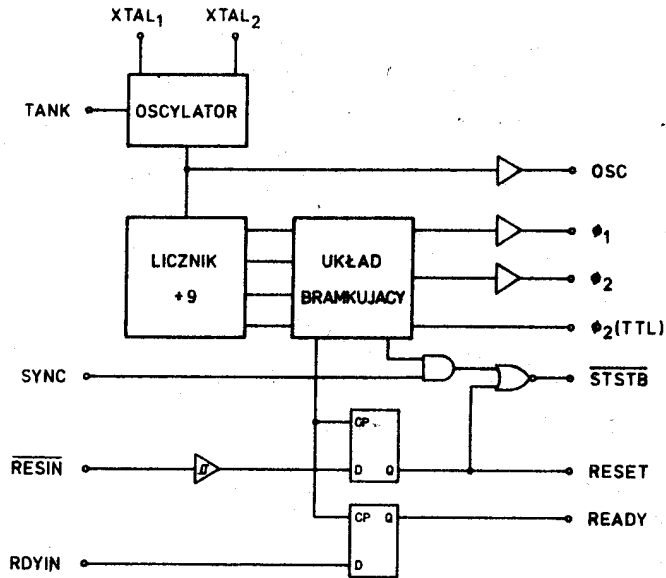 XTAL1 XTAL2
TANK OSCYLATOR
OSC
LICZNIK
÷9
UKŁAD
BRAMKUJACY
ϕ1
ϕ2
ϕ2(TTL)
SYNC
STSTB
CP
RESIN
D Q
RESET
CP Q
READY
RDYIN
D